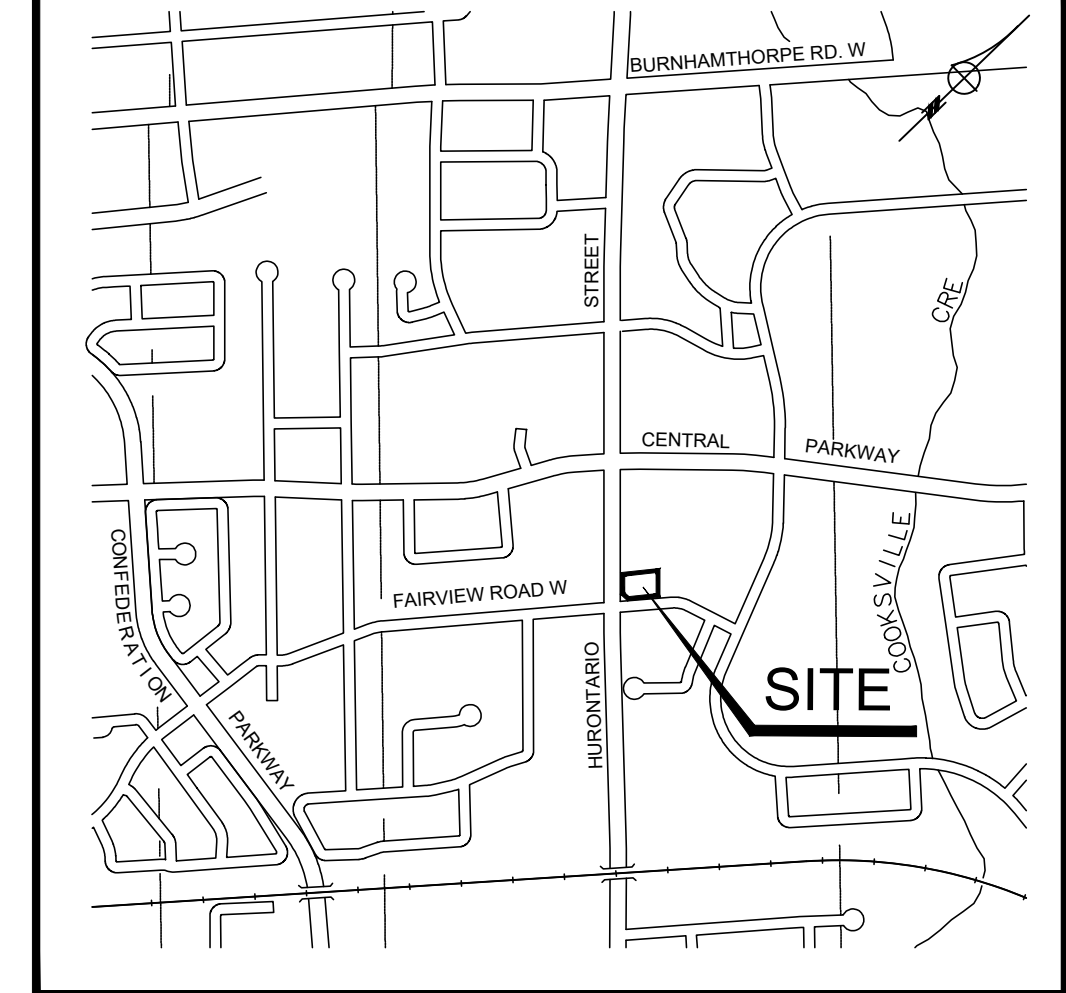 BURNHAMTHORPE RD. W
STREET
CRE
CENTRAL
PARKWAY
CONFEDERATION
PARKWAY
FAIRVIEW ROAD W
COOKSVILLE
HURONTARIO
SITE